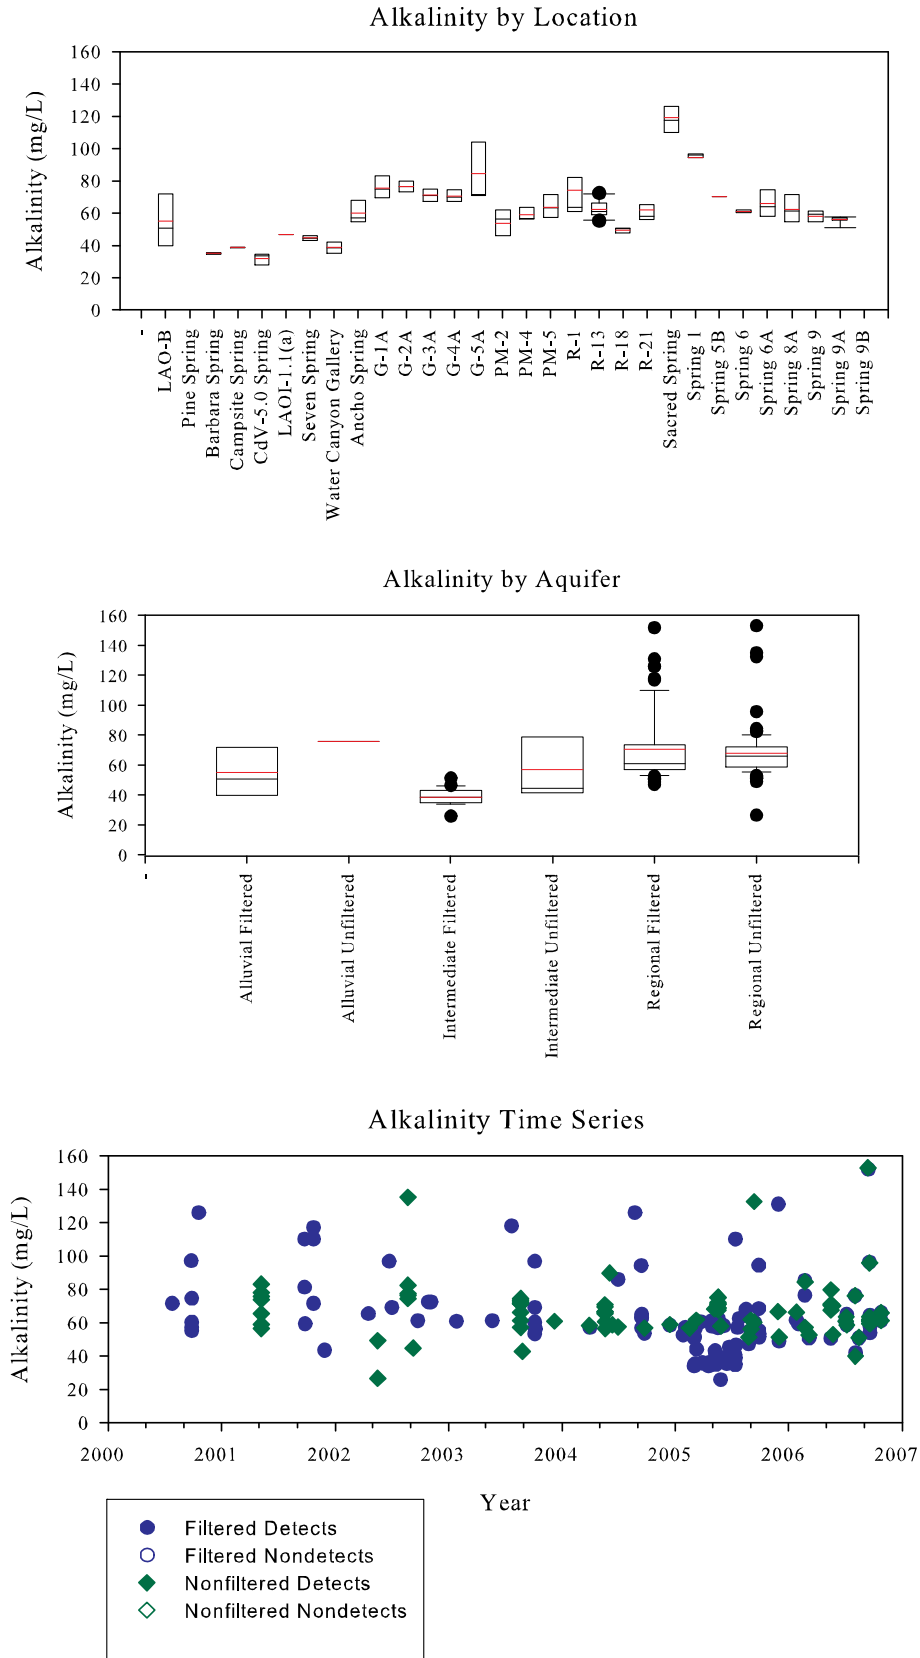 Alkalinity by Location
160
140
120
100
80
60
40
20
0
Alkalinity (mg/L)
-
LAO-B
Pine Spring
Barbara Spring
Campsite Spring
CdV-5.0 Spring
LAOI-1.1(a)
Seven Spring
Water Canyon Gallery
Ancho Spring
G-1A
G-2A
G-3A
G-4A
G-5A
PM-2
PM-4
PM-5
R-1
R-13
R-18
R-21
Sacred Spring
Spring 1
Spring 5B
Spring 6
Spring 6A
Spring 8A
Spring 9
Spring 9A
Spring 9B
Alkalinity by Aquifer
160
140
120
100
80
60
40
20
0
Alkalinity (mg/L)
-
Alluvial Filtered
Alluvial Unfiltered
Intermediate Filtered
Intermediate Unfiltered
Regional Filtered
Regional Unfiltered
Alkalinity Time Series
160
140
120
100
80
60
40
20
0
Alkalinity (mg/L)
2000 2001 2002 2003 2004 2005 2006 2007
Year
Filtered Detects
Filtered Nondetects
Nonfiltered Detects
Nonfiltered Nondetects